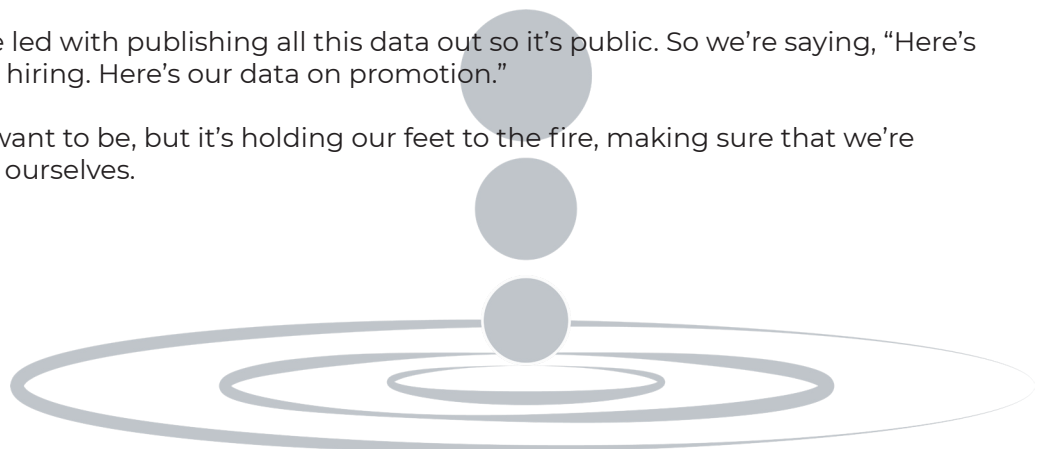 e led with publishing all this data out so it’s public. So we’re saying, “Here’s
hiring. Here’s our data on promotion.”
want to be, but it’s holding our feet to the fire, making sure that we’re
ourselves.